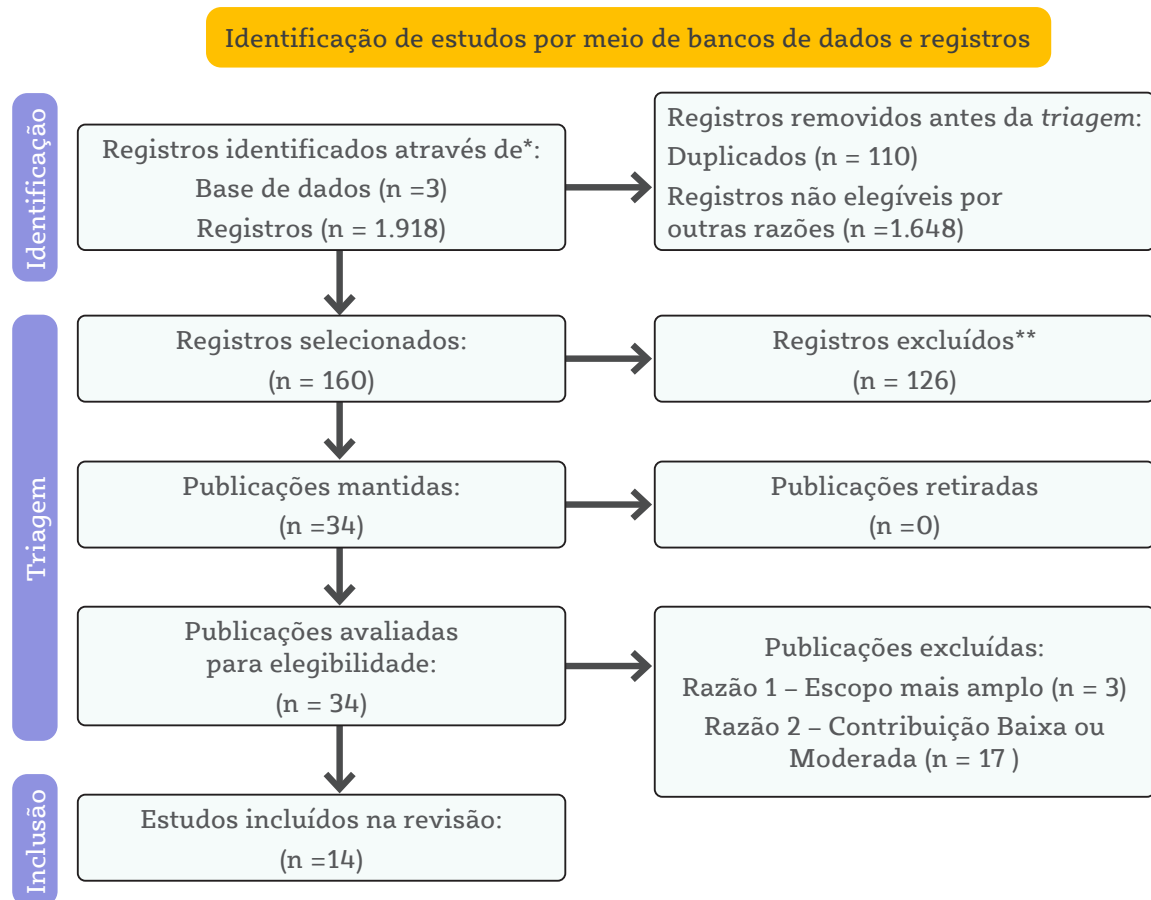 Identificação de estudos por meio de bancos de dados e registros
Identificação
Registros identificados através de*:
Base de dados (n =3)
Registros (n = 1.918)
Registros removidos antes da triagem:
Duplicados (n = 110)
Registros não elegíveis por
outras razões (n =1.648)
Triagem
Registros selecionados:
(n = 160)
Registros excluídos**
(n = 126)
Publicações mantidas:
(n =34)
Publicações retiradas
(n =0)
Publicações avaliadas
para elegibilidade:
(n = 34)
Publicações excluídas:
Razão 1 – Escopo mais amplo (n = 3)
Razão 2 – Contribuição Baixa ou
Moderada (n = 17 )
Inclusão
Estudos incluídos na revisão:
(n =14)